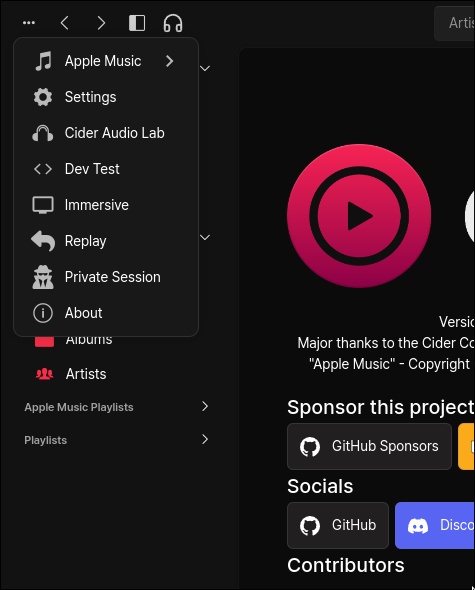 Artis
Apple Music
Settings
Cider Audio Lab
Dev Test
Immersive
Replay
Private Session
About
Albums
Artists
Apple Music Playlists
Playlists
Versio
Major thanks to the Cider Co
"Apple Music" - Copyright
Sponsor this project
GitHub Sponsors
Socials
GitHub
Disco
Contributors